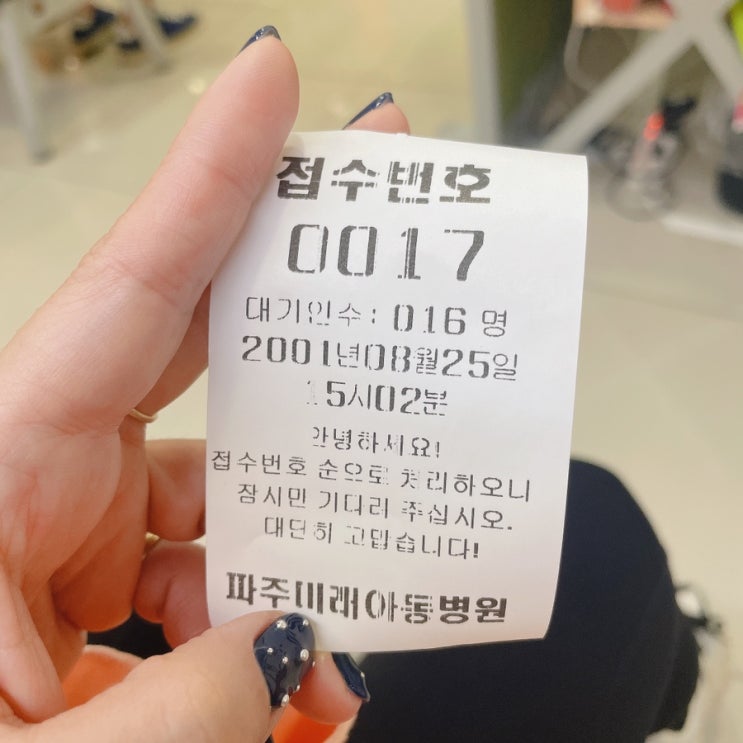 접수번호
0017
대기인수: 016 명
2001년08월25일
15시02분
안녕하세요!
접수번호 순으로 처리하오니
잠시만 기다려 주십시오.
대단히 고맙습니다!
파주미래아동병원